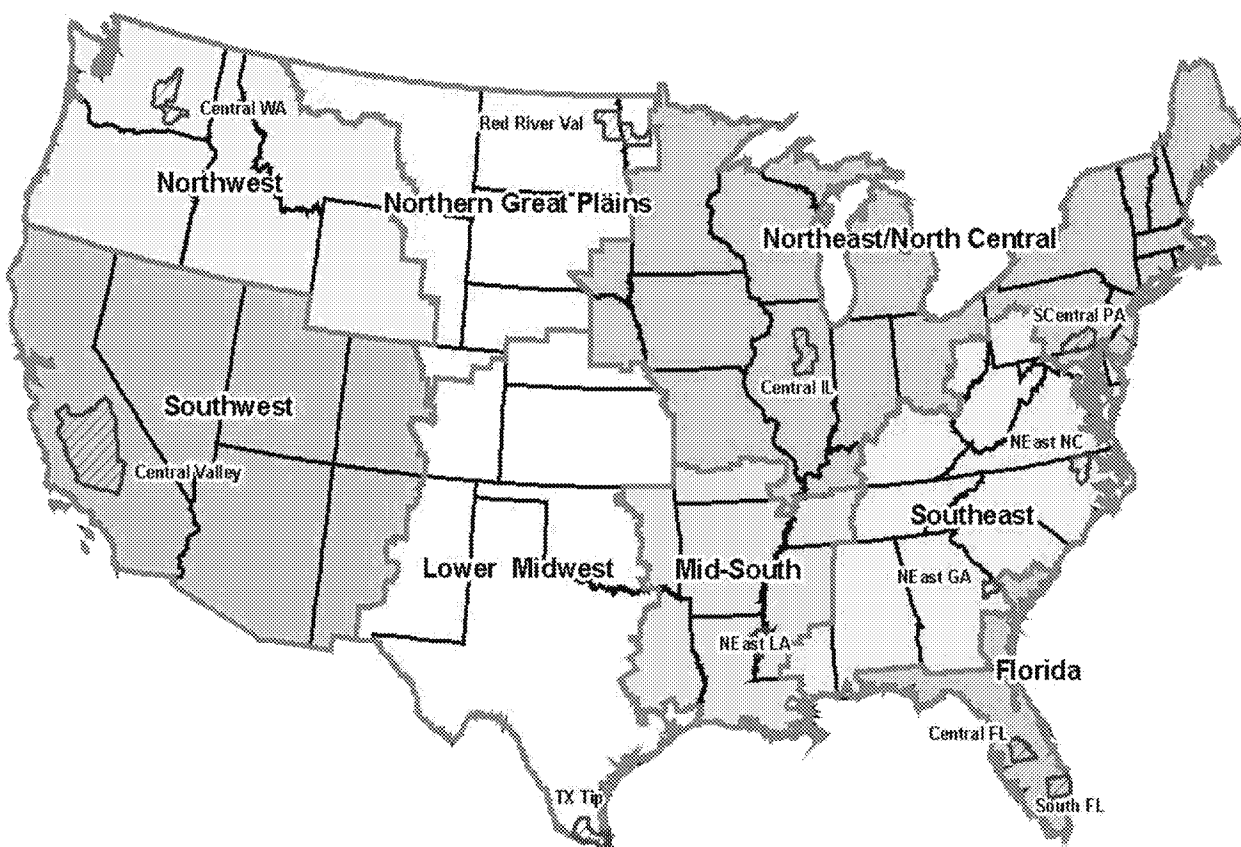 Central WA
Red River Val
Northwest
Northern Great Plains
Northeast/North Central
SCentral PA
Central IL
Southwest
NEast NC
Central Valley
Southeast
Lower Midwest
Mid-South
NEast GA
NEast LA
Florida
Central FL
TX Tip
South FL